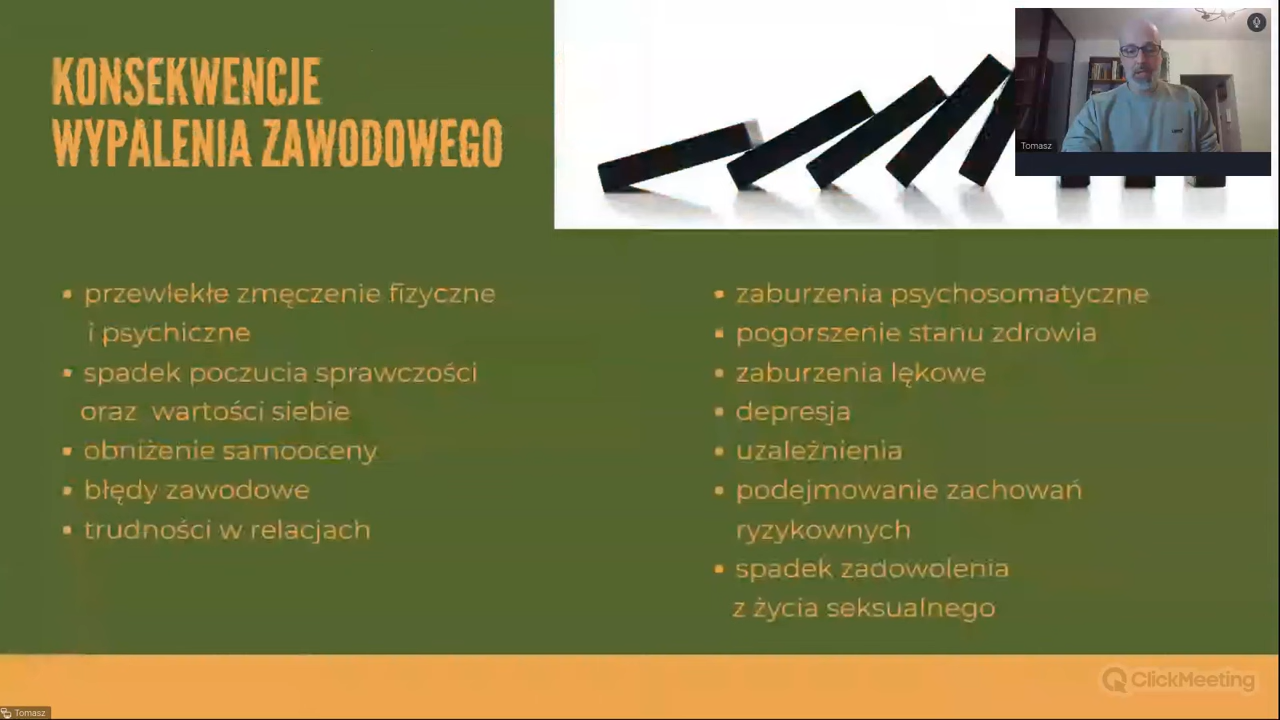 KONSEKWENCJE
WYPALENIA ZAWODOWEGO
Tomasz
przewlekłe zmęczenie fizyczne
i psychiczne
spadek poczucia sprawczości
oraz wartości siebie
obniżenie samooceny
błędy zawodowe
trudności w relacjach
zaburzenia psychosomatyczne
pogorszenie stanu zdrowia
zaburzenia lękowe
depresja
uzależnienia
podejmowanie zachowań
ryzykownych
spadek zadowolenia
z życia seksualnego
ClickMeeting
Tomasz